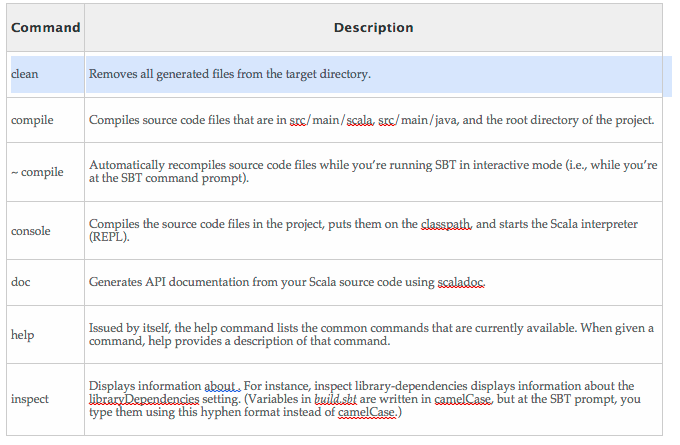 Command Description
clean Removes all generated files from the target directory.
compile Compiles source code files that are in src/main/scala, src/main/java, and the root directory of the project.
~ compile Automatically recompiles source code files while you’re running SBT in interactive mode (i.e., while you’re
at the SBT command prompt).
console Compiles the source code files in the project, puts them on the classpath, and starts the Scala interpreter
(REPL).
doc Generates API documentation from your Scala source code using scaladoc.
help Issued by itself, the help command lists the common commands that are currently available. When given a
command, help provides a description of that command.
inspect Displays information about . For instance, inspect library-dependencies displays information about the
libraryDependencies setting. (Variables in build.sbt are written in camelCase, but at the SBT prompt, you
type them using this hyphen format instead of camelCase.)